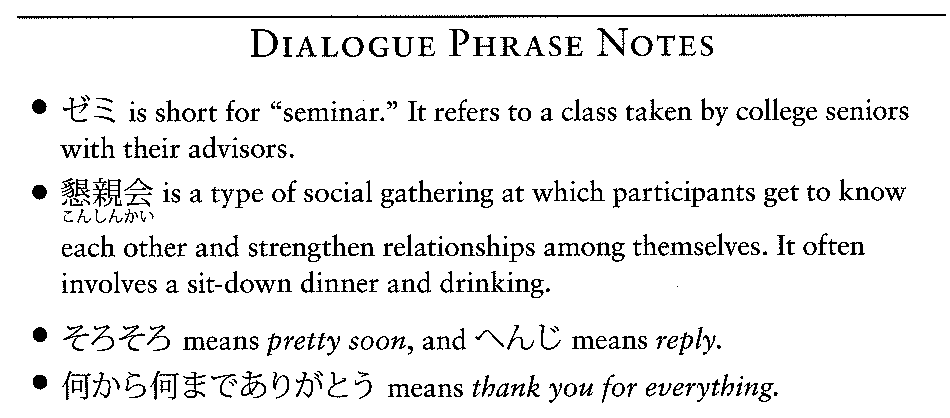 DIALOGUE PHRASE NOTES
● ゼミ is short for “seminar.” It refers to a class taken by college seniors
with their advisors.
● 懇親会 is a type of social gathering at which participants get to know
こんしんかい
each other and strengthen relationships among themselves. It often
involves a sit-down dinner and drinking.
● そろそろ means pretty soon, and へんじ means reply.
● 何から何までありがとう means thank you for everything.